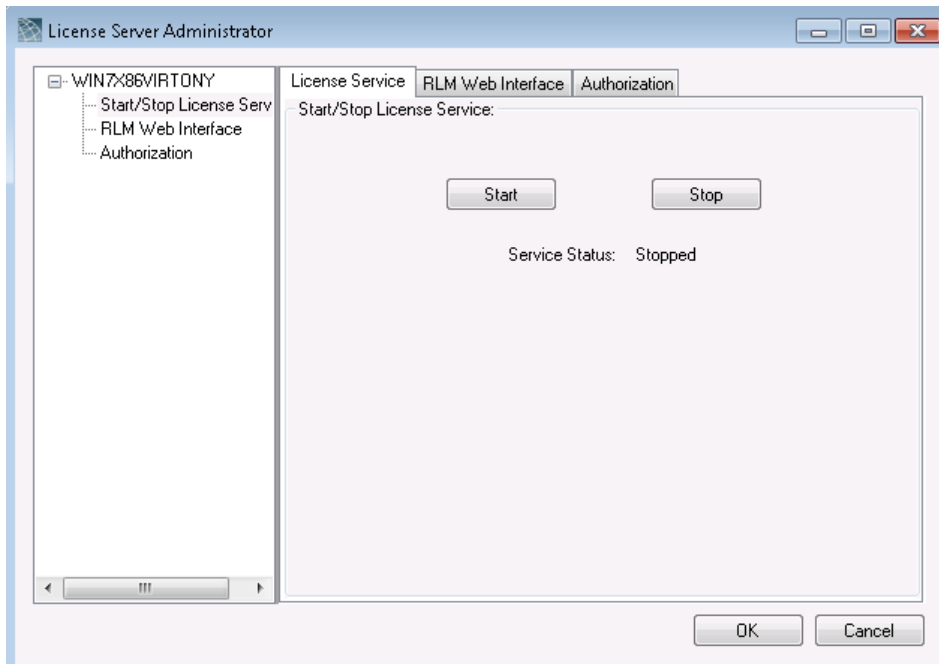 License Server Administrator
WIN7X86VIRTONY
Start/Stop License Serv
RLM Web Interface
Authorization
License Service
RLM Web Interface
Authorization
Start/Stop License Service:
Start
Stop
Service Status: Stopped
OK
Cancel